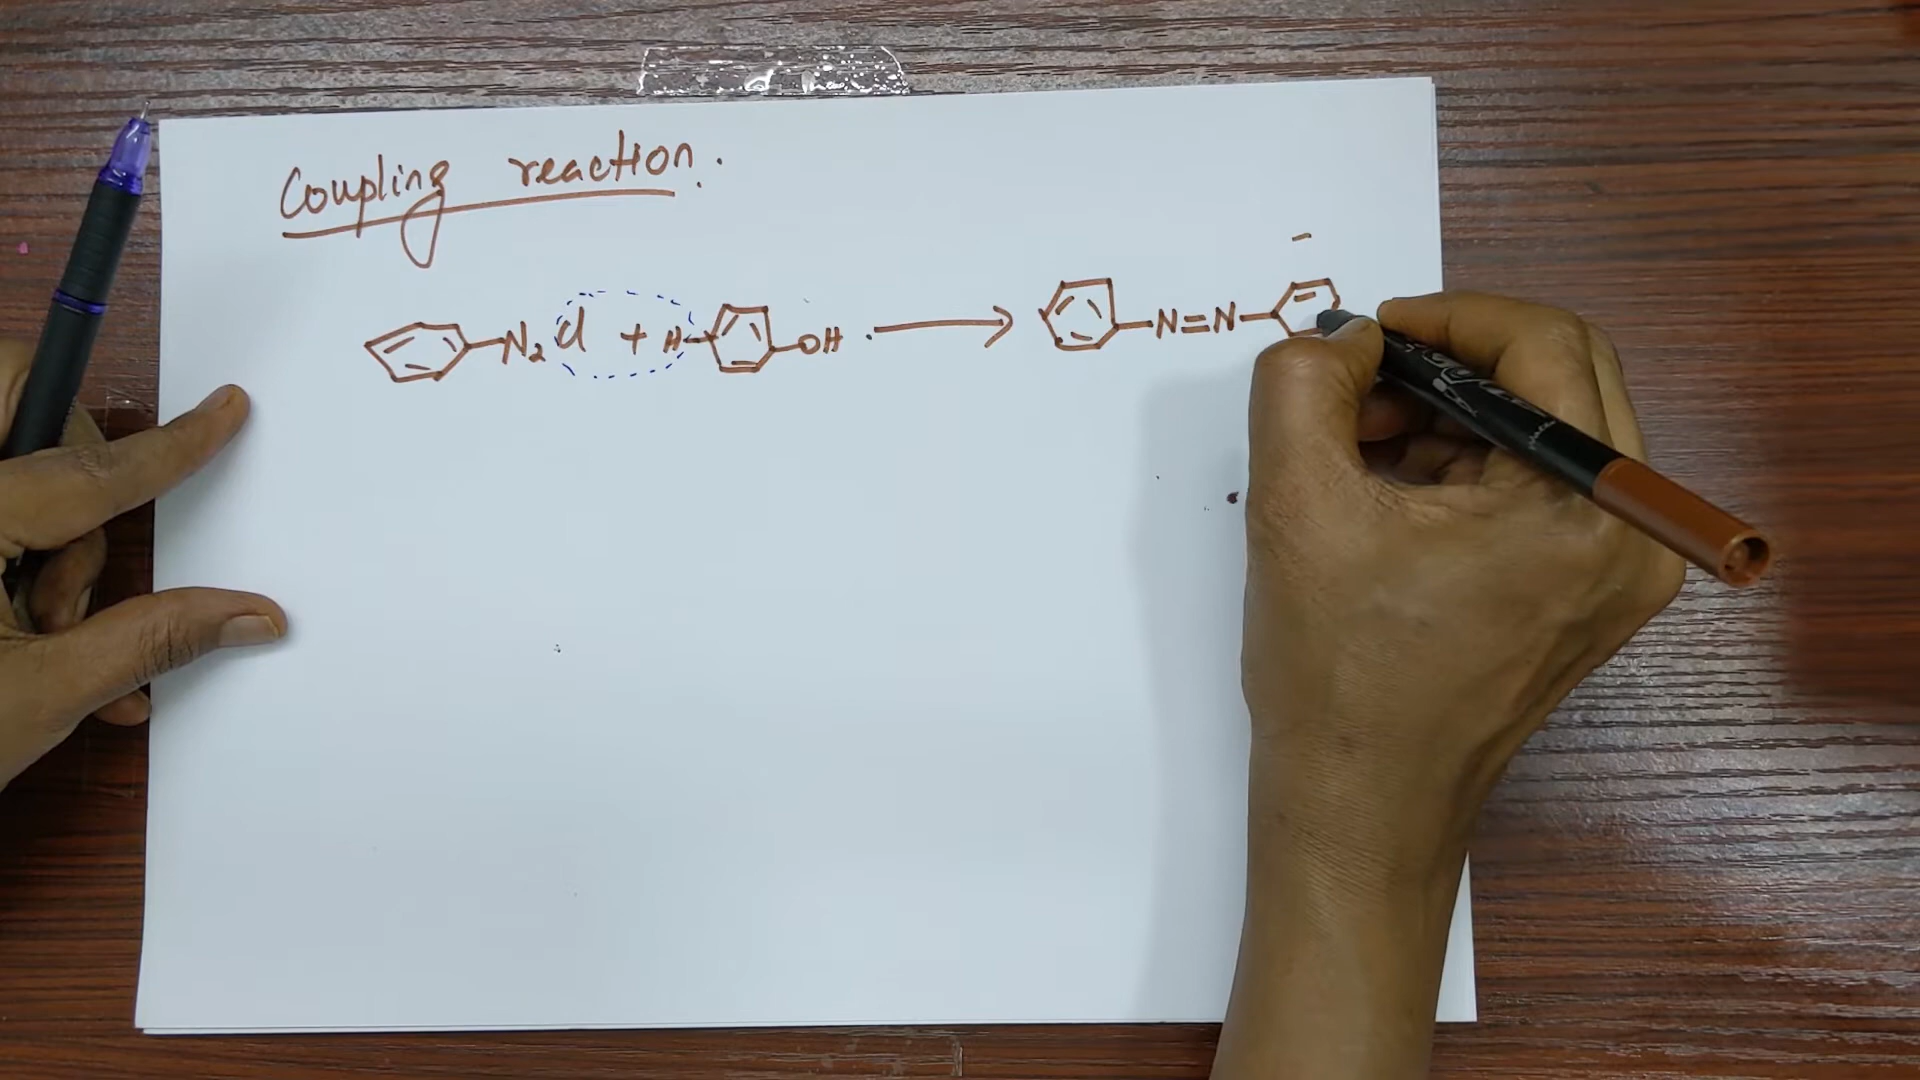 Coupling reaction.
N2Cl + H OH → N=N